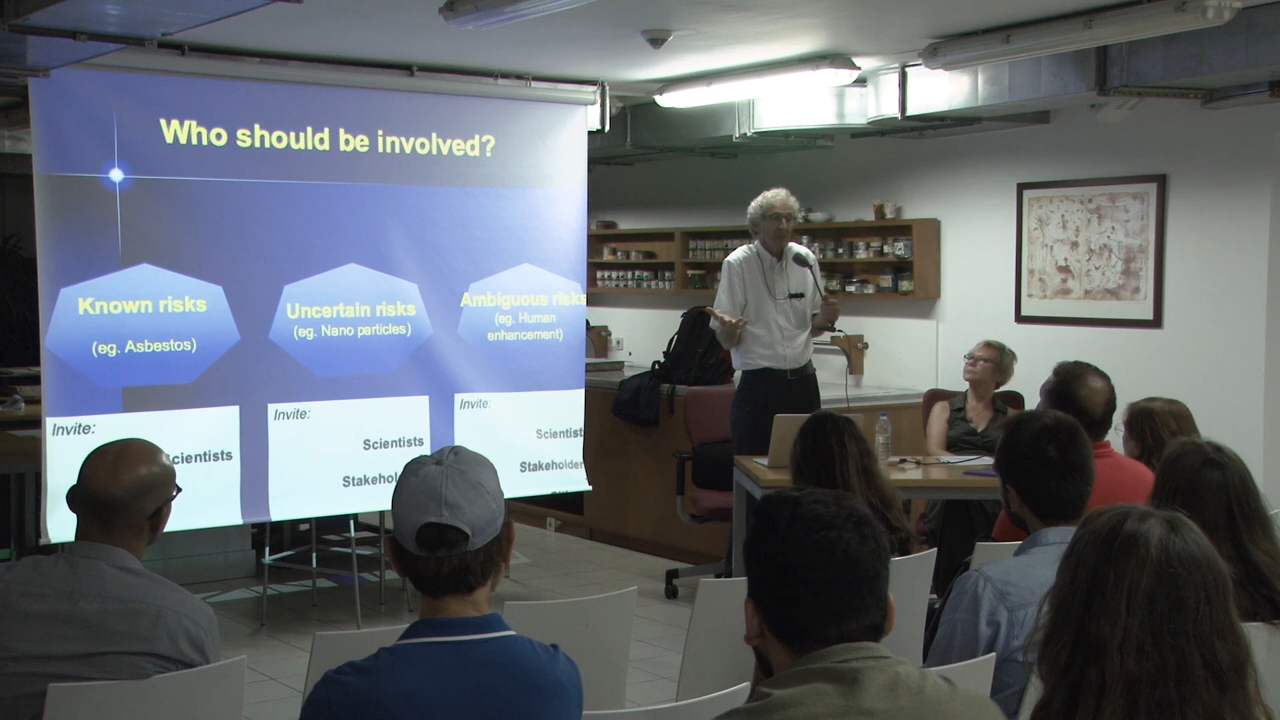 Who should be involved?
Known risks
(eg. Asbestos)
Uncertain risks
(eg. Nano particles)
Ambiguous risks
(eg. Human
enhancement)
Invite:
Scientists
Invite:
Scientists
Stakehol
Invite:
Scientist
Stakeholder